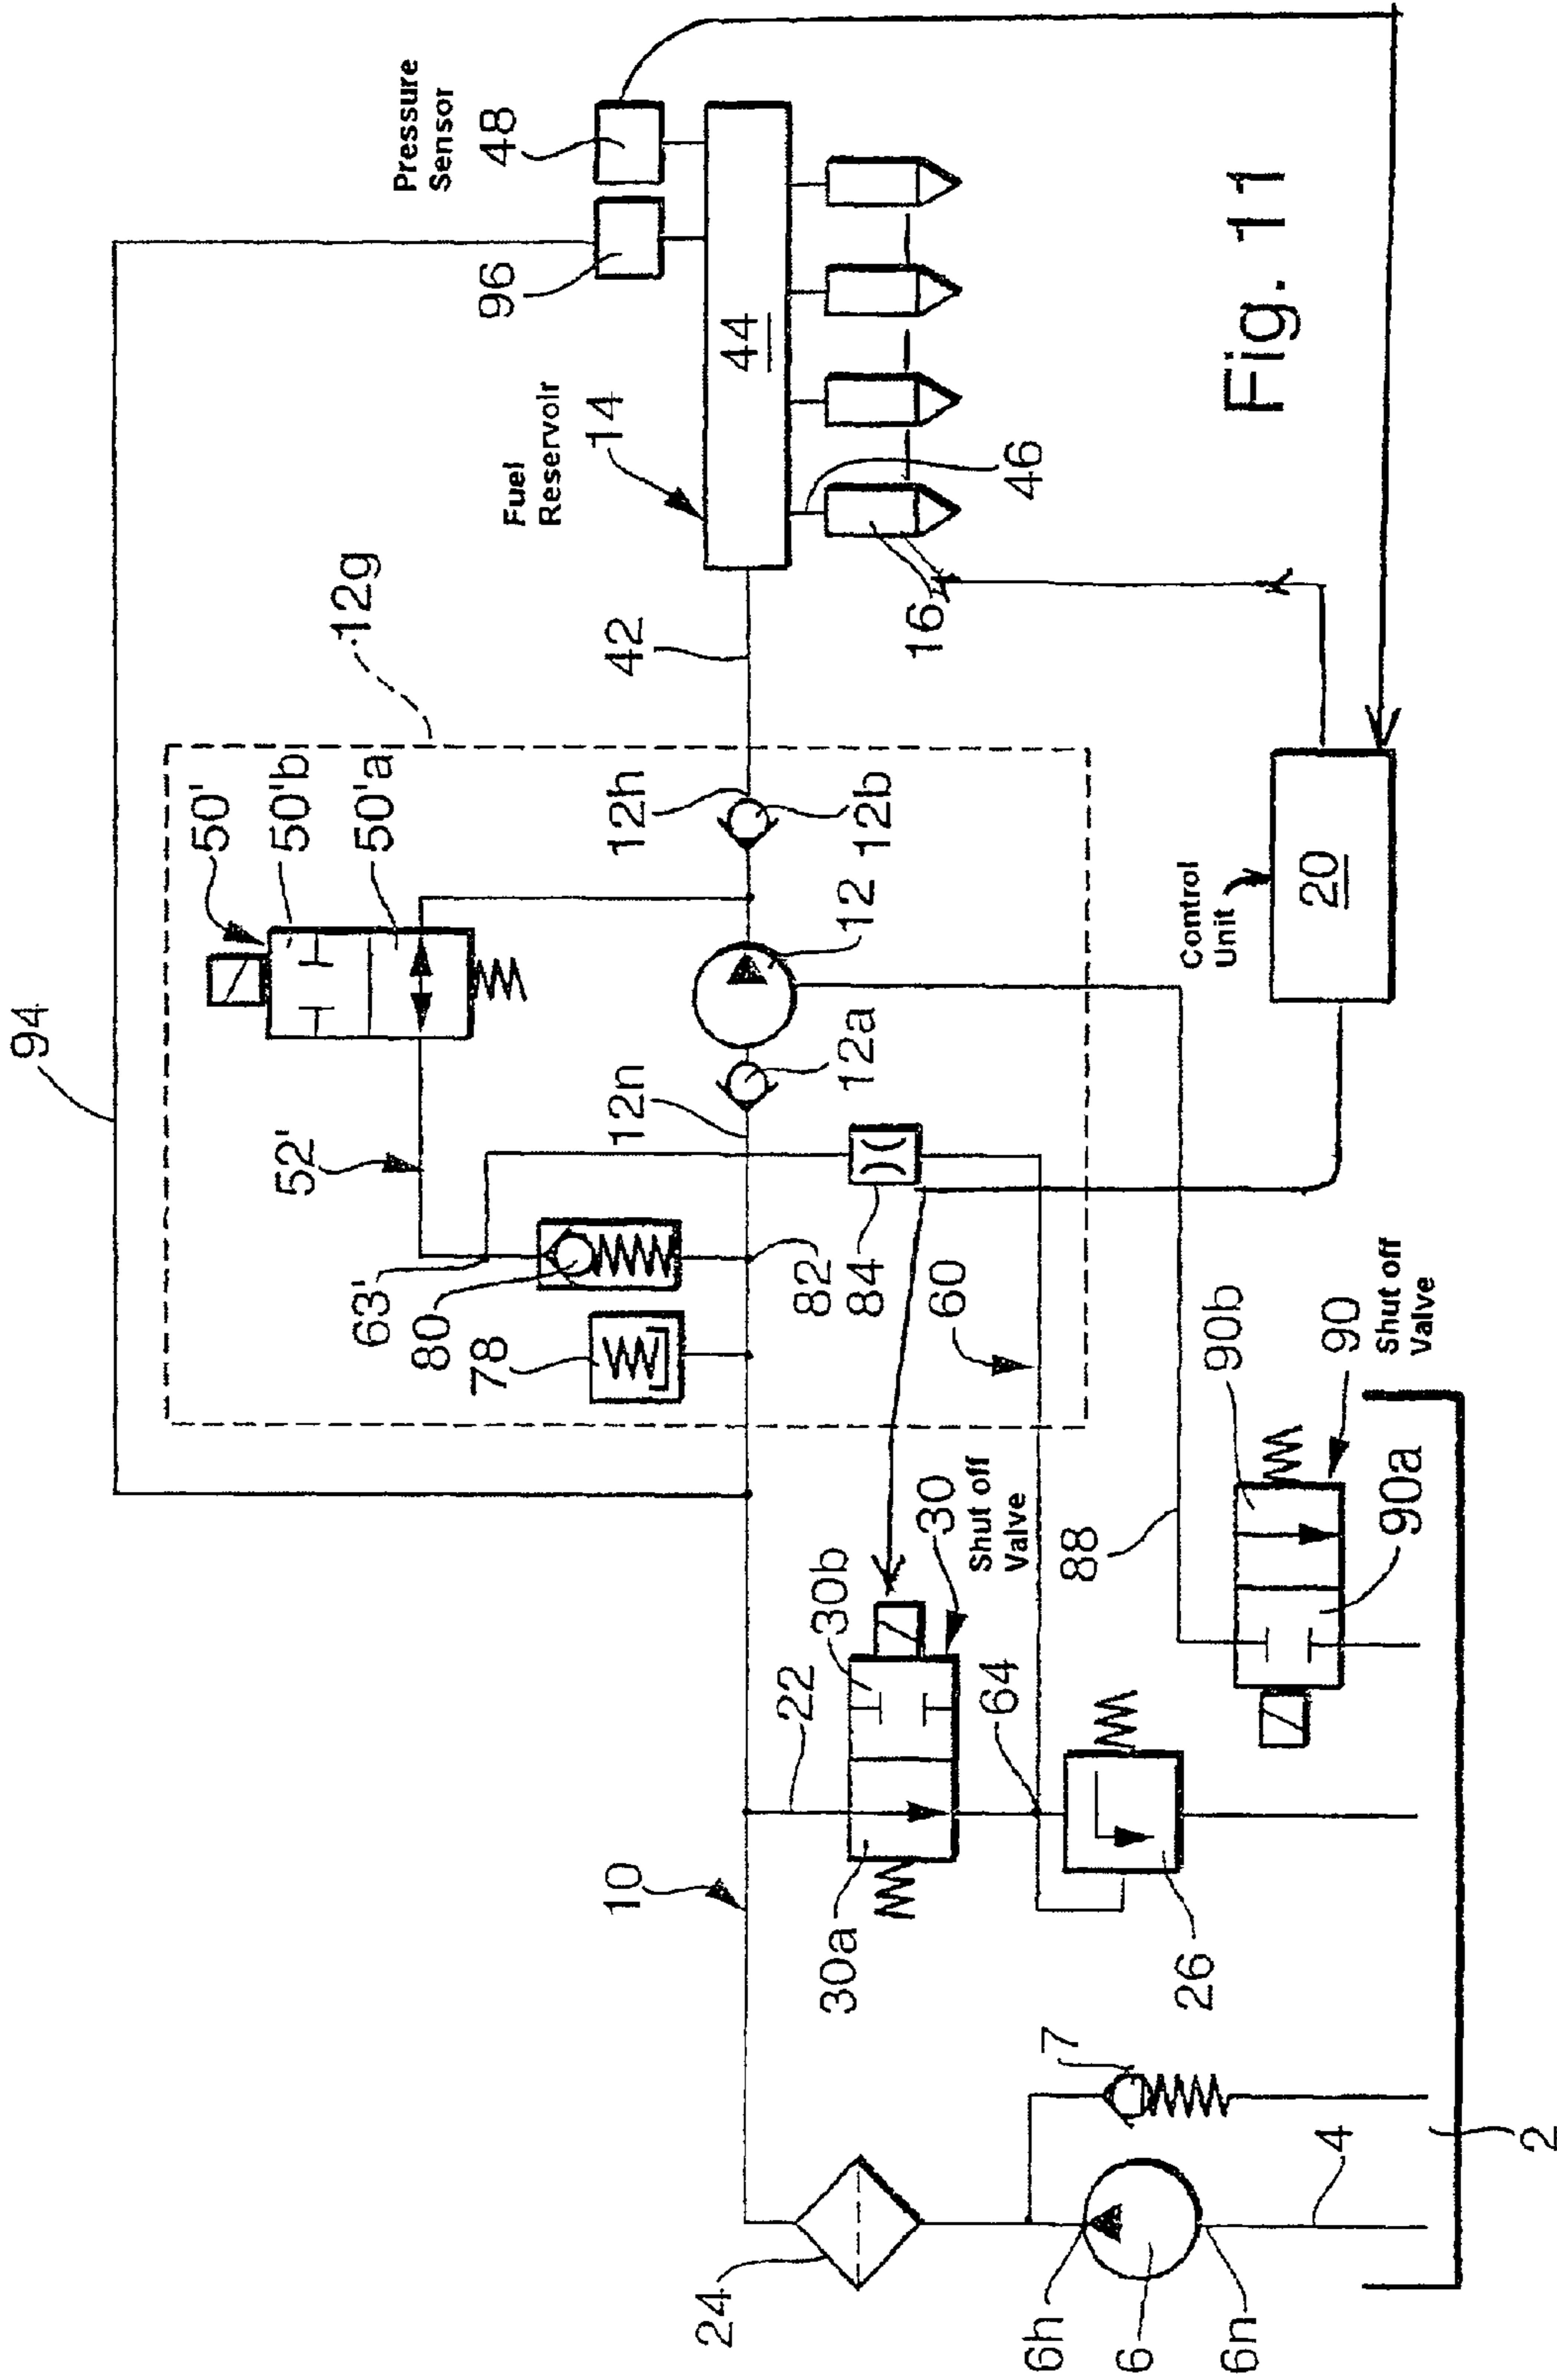 94
Pressure
Sensor
48
96
Fuel
Reservoir
14
44
46
16
42
12g
50'
50'b
50'a
52'
12h
12b
12
12a
12n
63'
80
78
82
84
60
Control
Unit
20
10
22
30b
30
Shut off
Valve
30a
64
26
88
90b
90
Shut off
Valve
90a
24
7
6h
6
6n
4
2
Fig. 11